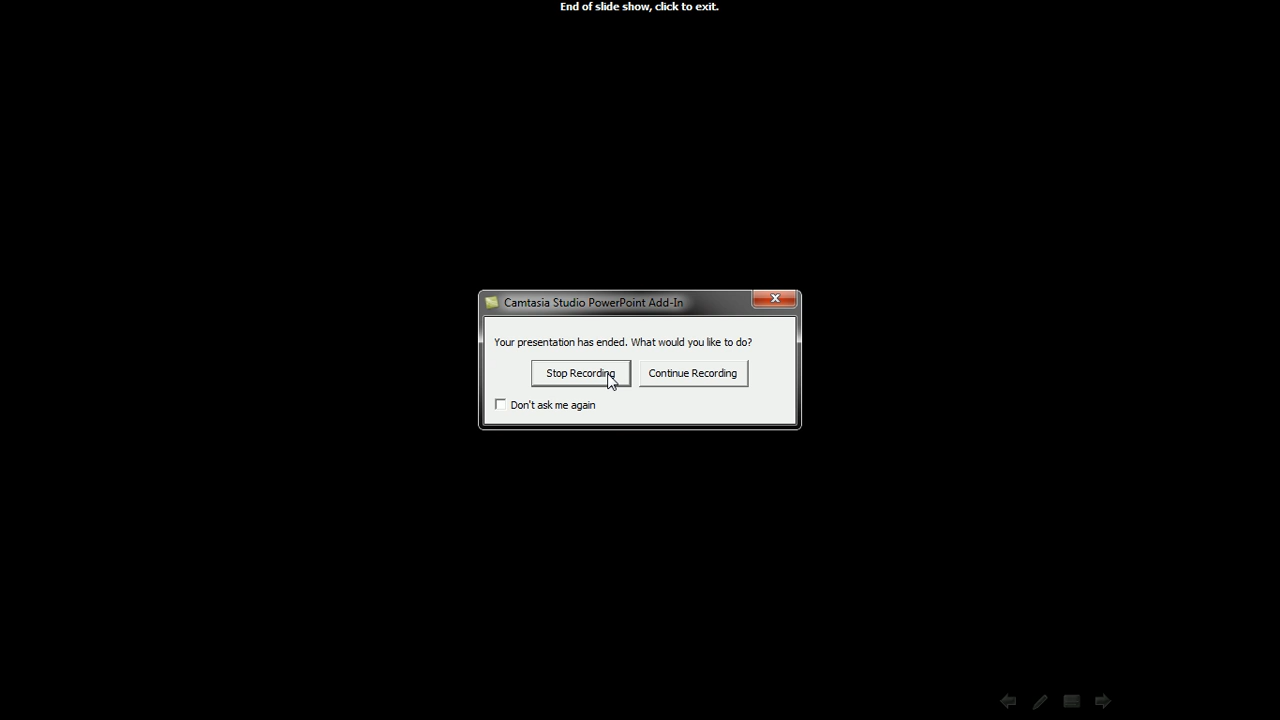 End of slide show, click to exit.
Camtasia Studio PowerPoint Add-In
Your presentation has ended. What would you like to do?
Stop Recording
Continue Recording
Don't ask me again